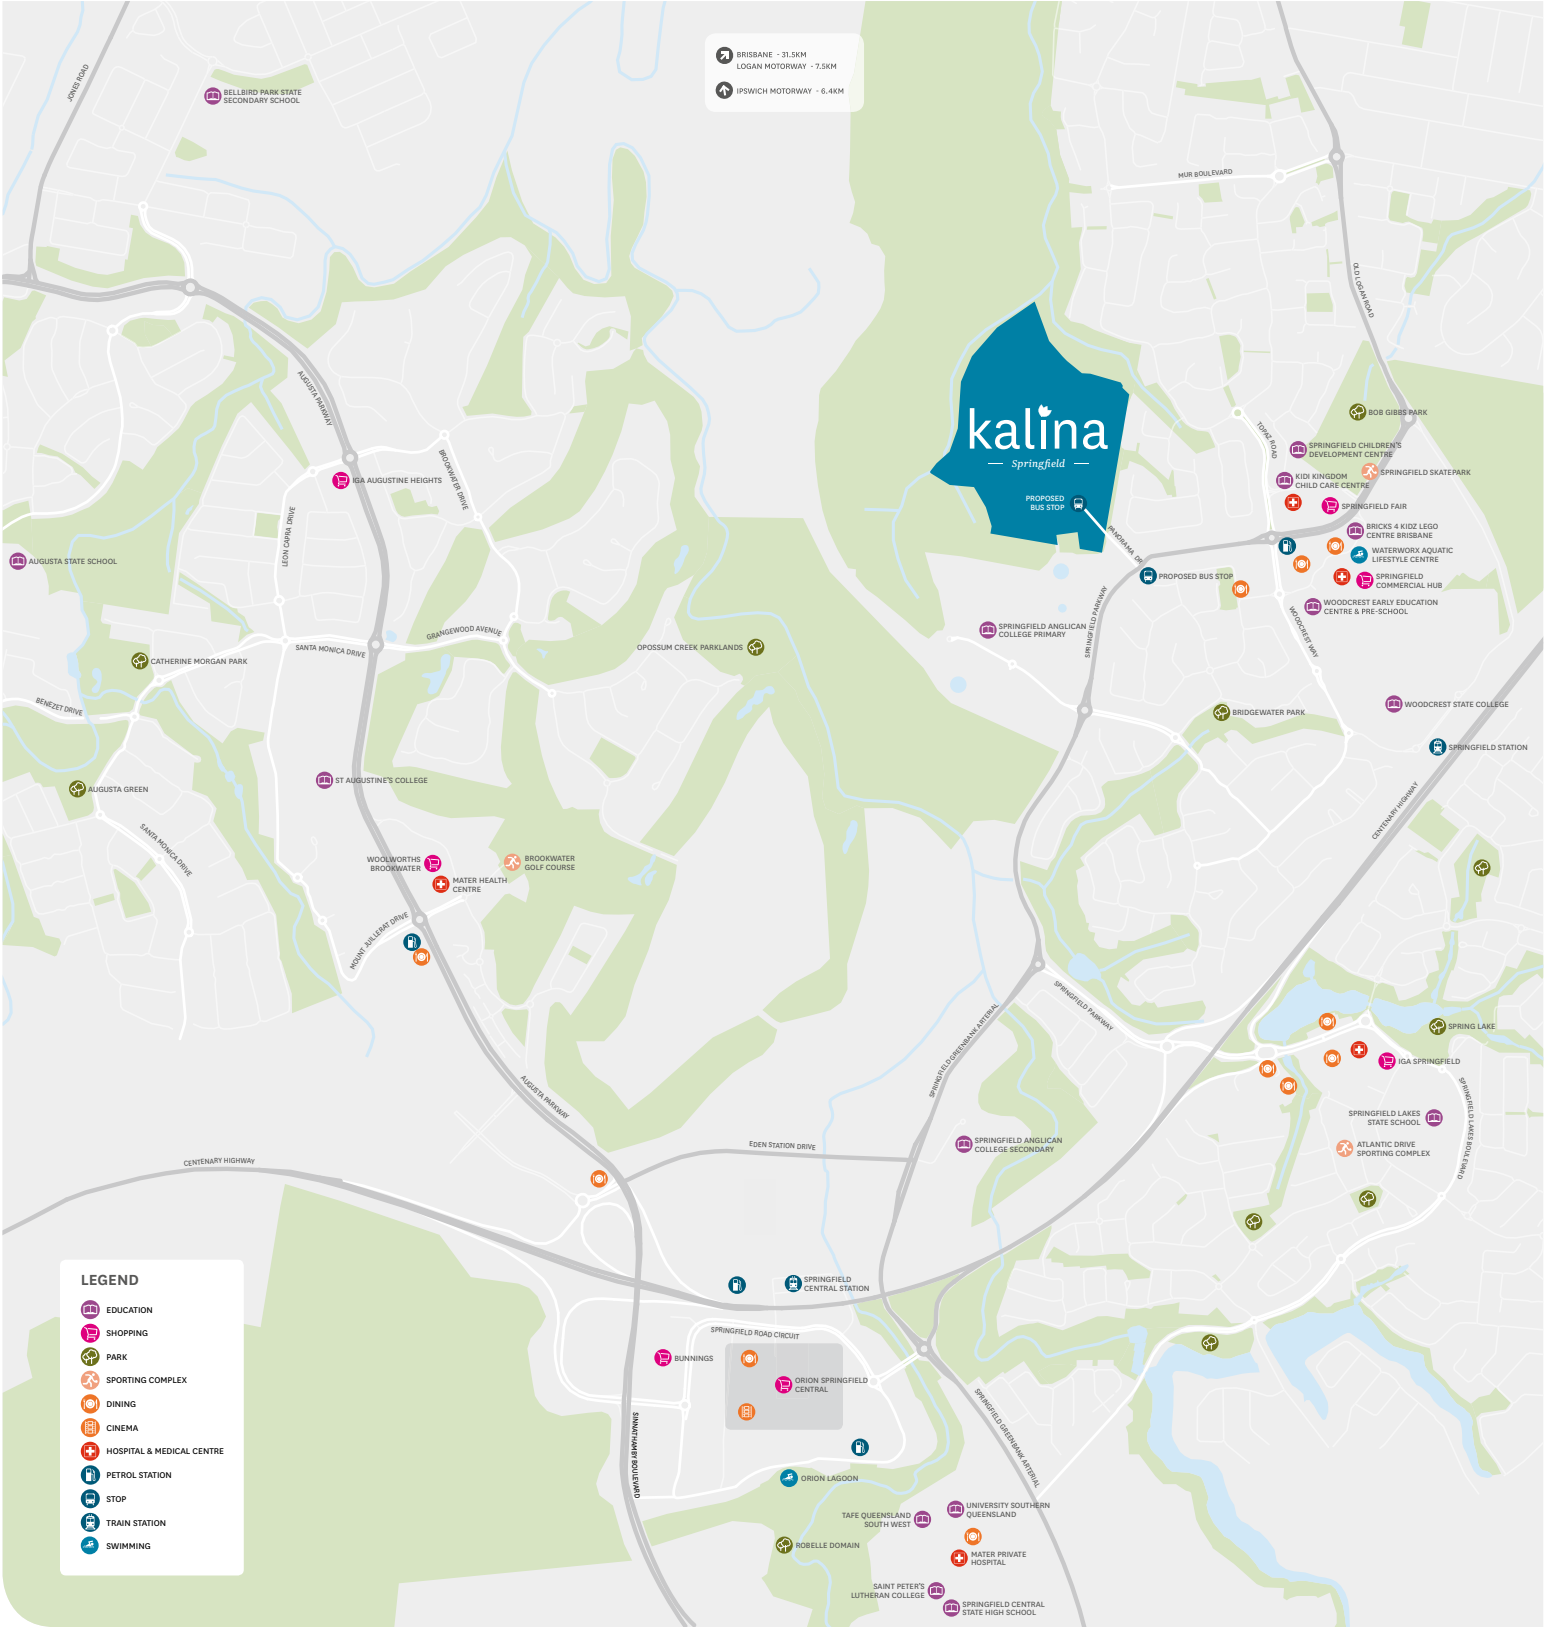 BRISBANE - 31.5KM
LOGAN MOTORWAY - 7.5KM
IPSWICH MOTORWAY - 6.4KM
JONES ROAD
BELLBIRD PARK STATE
SECONDARY SCHOOL
MUR BOULEVARD
OLD LOGAN ROAD
AUGUSTA PARKWAY
kalina
Springfield
PROPOSED
BUS STOP
PANORAMA DR
PROPOSED BUS STOP
BOB GIBBS PARK
TOPAZ ROAD
SPRINGFIELD CHILDREN'S
DEVELOPMENT CENTRE
SPRINGFIELD SKATEPARK
KIDI KINGDOM
CHILD CARE CENTRE
SPRINGFIELD FAIR
BRICKS 4 KIDZ LEGO
CENTRE BRISBANE
WATERWORX AQUATIC
LIFESTYLE CENTRE
SPRINGFIELD
COMMERCIAL HUB
WOODCREST EARLY EDUCATION
CENTRE & PRE-SCHOOL
WOODCREST WAY
IGA AUGUSTINE HEIGHTS
BROOKWATER DRIVE
LEON CAPRA DRIVE
AUGUSTA STATE SCHOOL
SPRINGFIELD PARKWAY
SPRINGFIELD ANGLICAN
COLLEGE PRIMARY
GRANGEWOOD AVENUE
SANTA MONICA DRIVE
OPOSSUM CREEK PARKLANDS
CATHERINE MORGAN PARK
BENEZET DRIVE
BRIDGEWATER PARK
WOODCREST STATE COLLEGE
SPRINGFIELD STATION
CENTENARY HIGHWAY
ST AUGUSTINE'S COLLEGE
AUGUSTA GREEN
SANTA MONICA DRIVE
WOOLWORTHS
BROOKWATER
BROOKWATER
GOLF COURSE
MATER HEALTH
CENTRE
MOUNT JUILLERAT DRIVE
SPRINGFIELD PARKWAY
SPRINGFIELD GREENBANK ARTERIAL
SPRING LAKE
IGA SPRINGFIELD
SPRINGFIELD LAKES BOULEVARD
AUGUSTA PARKWAY
SPRINGFIELD LAKES
STATE SCHOOL
ATLANTIC DRIVE
SPORTING COMPLEX
EDEN STATION DRIVE
SPRINGFIELD ANGLICAN
COLLEGE SECONDARY
CENTENARY HIGHWAY
SPRINGFIELD
CENTRAL STATION
SPRINGFIELD ROAD CIRCUIT
BUNNINGS
ORION SPRINGFIELD
CENTRAL
SINNATHAMBY BOULEVARD
SPRINGFIELD GREENBANK ARTERIAL
ORION LAGOON
TAFE QUEENSLAND
SOUTH WEST
UNIVERSITY SOUTHERN
QUEENSLAND
ROBELLE DOMAIN
MATER PRIVATE
HOSPITAL
SAINT PETER'S
LUTHERAN COLLEGE
SPRINGFIELD CENTRAL
STATE HIGH SCHOOL
LEGEND
EDUCATION
SHOPPING
PARK
SPORTING COMPLEX
DINING
CINEMA
HOSPITAL & MEDICAL CENTRE
PETROL STATION
STOP
TRAIN STATION
SWIMMING